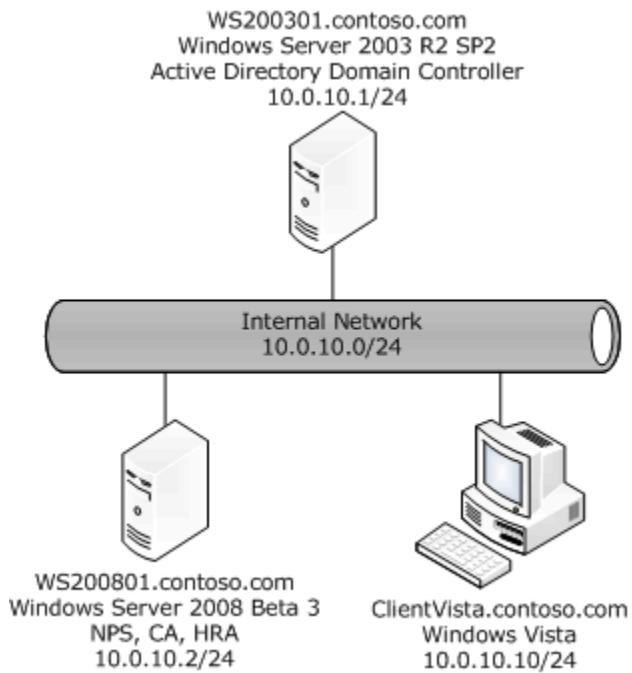 WS200301.contoso.com
Windows Server 2003 R2 SP2
Active Directory Domain Controller
10.0.10.1/24
Internal Network
10.0.10.0/24
WS200801.contoso.com
Windows Server 2008 Beta 3
NPS, CA, HRA
10.0.10.2/24
ClientVista.contoso.com
Windows Vista
10.0.10.10/24